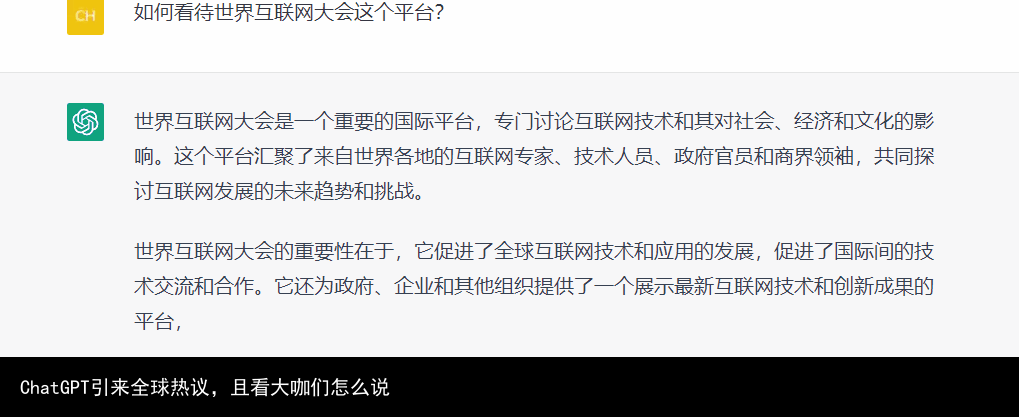 CH
如何看待世界互联网大会这个平台？
世界互联网大会是一个重要的国际平台，专门讨论互联网技术和其对社会、经济和文化的影
响。这个平台汇聚了来自世界各地的互联网专家、技术人员、政府官员和商界领袖，共同探
讨互联网发展的未来趋势和挑战。
世界互联网大会的重要性在于，它促进了全球互联网技术和应用的发展，促进了国际间的技
术交流和合作。它还为政府、企业和其他组织提供了一个展示最新互联网技术和创新成果的
平台，
ChatGPT引来全球热议，且看大咖们怎么说